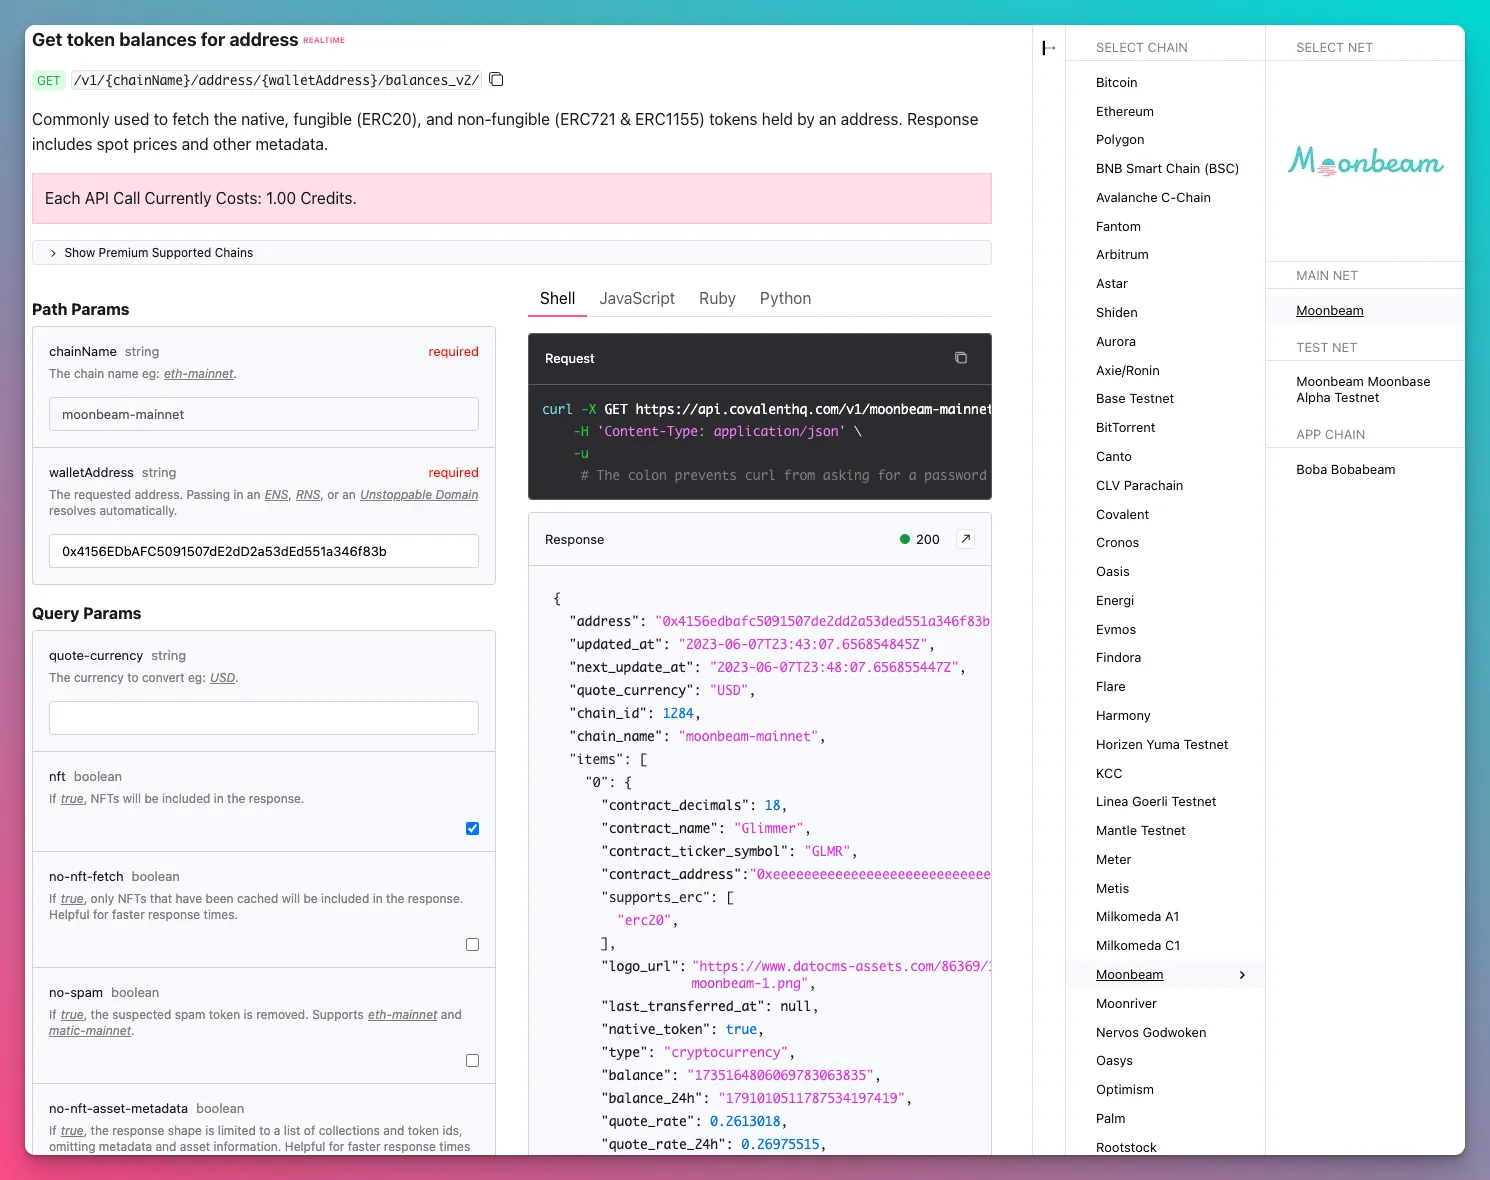 Get token balances for address REALTIME
GET /v1/{chainName}/address/{walletAddress}/balances_v2/
Commonly used to fetch the native, fungible (ERC20), and non-fungible (ERC721 & ERC1155) tokens held by an address. Response
includes spot prices and other metadata.
Each API Call Currently Costs: 1.00 Credits.
Show Premium Supported Chains
Path Params
chainName string required
The chain name eg: eth-mainnet.
moonbeam-mainnet
walletAddress string required
The requested address. Passing in an ENS, RNS, or an Unstoppable Domain
resolves automatically.
0x4156EDbAFC5091507dE2dD2a53dEd551a346f83b
Query Params
quote-currency string
The currency to convert eg: USD.
nft boolean
If true, NFTs will be included in the response.
no-nft-fetch boolean
If true, only NFTs that have been cached will be included in the response.
Helpful for faster response times.
no-spam boolean
If true, the suspected spam token is removed. Supports eth-mainnet and
matic-mainnet.
no-nft-asset-metadata boolean
If true, the response shape is limited to a list of collections and token ids,
omitting metadata and asset information. Helpful for faster response times
Shell JavaScript Ruby Python
Request
curl -X GET https://api.covalenthq.com/v1/moonbeam-mainnet
-H 'Content-Type: application/json' \
-u
# The colon prevents curl from asking for a password
Response 200
{
"address": "0x4156edbafc5091507de2dd2a53ded551a346f83b
"updated_at": "2023-06-07T23:43:07.656854845Z",
"next_update_at": "2023-06-07T23:48:07.656855447Z",
"quote_currency": "USD",
"chain_id": 1284,
"chain_name": "moonbeam-mainnet",
"items": [
"0": {
"contract_decimals": 18,
"contract_name": "Glimmer",
"contract_ticker_symbol": "GLMR",
"contract_address":"0xeeeeeeeeeeeeeeeeeeeeeeeeeeee
"supports_erc": [
"erc20",
],
"logo_url": "https://www.datocms-assets.com/86369/1
moonbeam-1.png",
"last_transferred_at": null,
"native_token": true,
"type": "cryptocurrency",
"balance": "1735164806069783063835",
"balance_24h": "1791010511787534197419",
"quote_rate": 0.2613018,
"quote_rate_24h": 0.26975515,
SELECT CHAIN
Bitcoin
Ethereum
Polygon
BNB Smart Chain (BSC)
Avalanche C-Chain
Fantom
Arbitrum
Astar
Shiden
Aurora
Axie/Ronin
Base Testnet
BitTorrent
Canto
CLV Parachain
Covalent
Cronos
Oasis
Energi
Evmos
Findora
Flare
Harmony
Horizen Yuma Testnet
KCC
Linea Goerli Testnet
Mantle Testnet
Meter
Metis
Milkomeda A1
Milkomeda C1
Moonbeam
Moonriver
Nervos Godwoken
Oasys
Optimism
Palm
Rootstock
SELECT NET
Moonbeam
MAIN NET
Moonbeam
TEST NET
Moonbeam Moonbase
Alpha Testnet
APP CHAIN
Boba Bobabeam